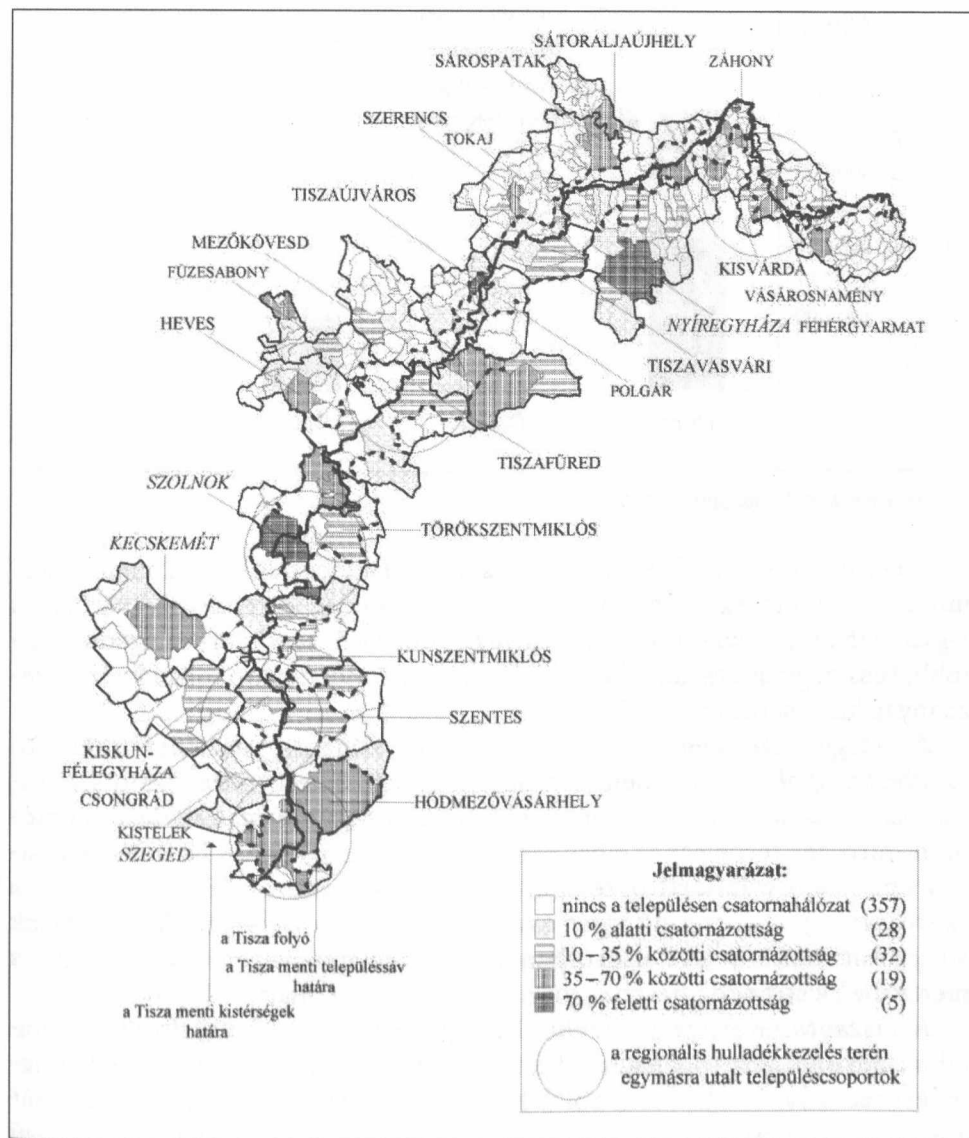 SÁTORALJAÚJHELY
SÁROSPATAK
ZÁHONY
SZERENCS
TOKAJ
TISZAÚJVÁROS
MEZŐKÖVESD
FÜZESABONY
HEVES
KISVÁRDA
VÁSÁROSNAMÉNY
NYÍREGYHÁZA FEHÉRGYARMAT
TISZAVASVÁRI
POLGÁR
TISZAFÜRED
SZOLNOK
TÖRÖKSZENTMIKLÓS
KECSKEMÉT
KUNSZENTMIKLÓS
SZENTES
KISKUN-
FÉLEGYHÁZA
CSONGRÁD
HÓDMEZŐVÁSÁRHELY
KISTELEK
SZEGED
a Tisza folyó
a Tisza menti településsáv
határa
a Tisza menti kistérségek
határa
Jelmagyarázat:
nincs a településen csatornahálózat (357)
10 % alatti csatornázottság (28)
10–35 % közötti csatornázottság (32)
35–70 % közötti csatornázottság (19)
70 % feletti csatornázottság (5)
a regionális hulladékkezelés terén
egymásra utalt településcsoportok